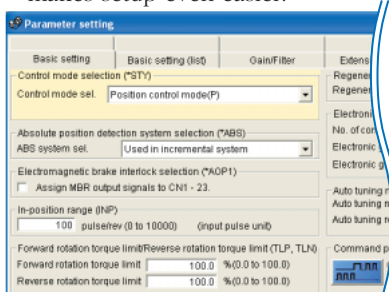 makes setup even easier.
Parameter setting
Basic setting Basic setting (list) Gain/Filter Extens
Control mode selection (*STY) Regener
Control mode sel. Position control mode(P) Regener
Electroni
Absolute position detection system selection (*ABS) No. of con
ABS system sel. Used in incremental system Electronic
Electromagnetic brake interlock selection (*AOP1) Electronic g
Assign MBR output signals to CN1 - 23.
Auto tuning m
In-position range (INP) Auto tuning m
100 pulse/rev (0 to 10000) (input pulse unit) Auto tuning re
Forward rotation torque limit/Reverse rotation torque limit (TLP, TLN) Command p
Forward rotation torque limit 100.0 %(0.0 to 100.0)
Reverse rotation torque limit 100.0 %(0.0 to 100.0)